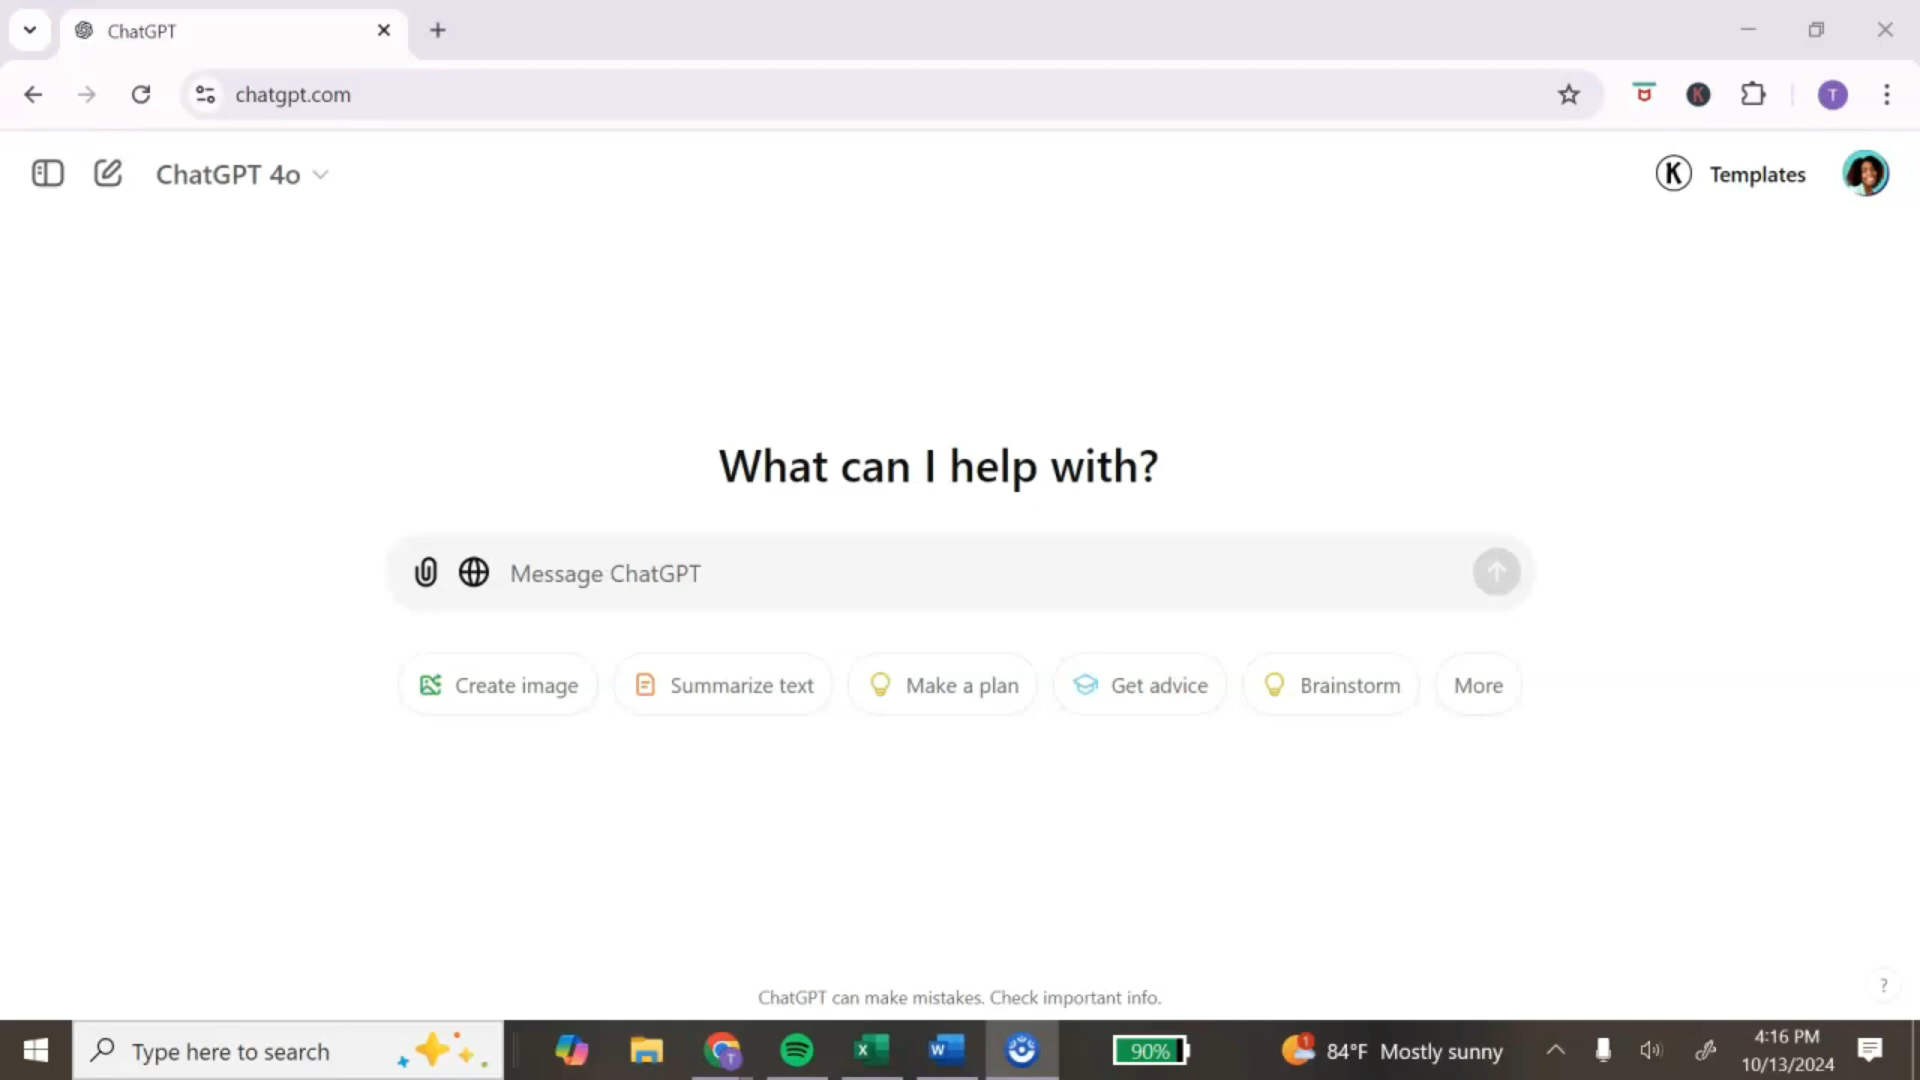 ChatGPT
chatgpt.com
K
T
ChatGPT 4o
K
Templates
What can I help with?
Message ChatGPT
Create image
Summarize text
Make a plan
Get advice
Brainstorm
More
ChatGPT can make mistakes. Check important info.
?
Type here to search
T
X
W
90%
1
84°F Mostly sunny
4:16 PM
10/13/2024